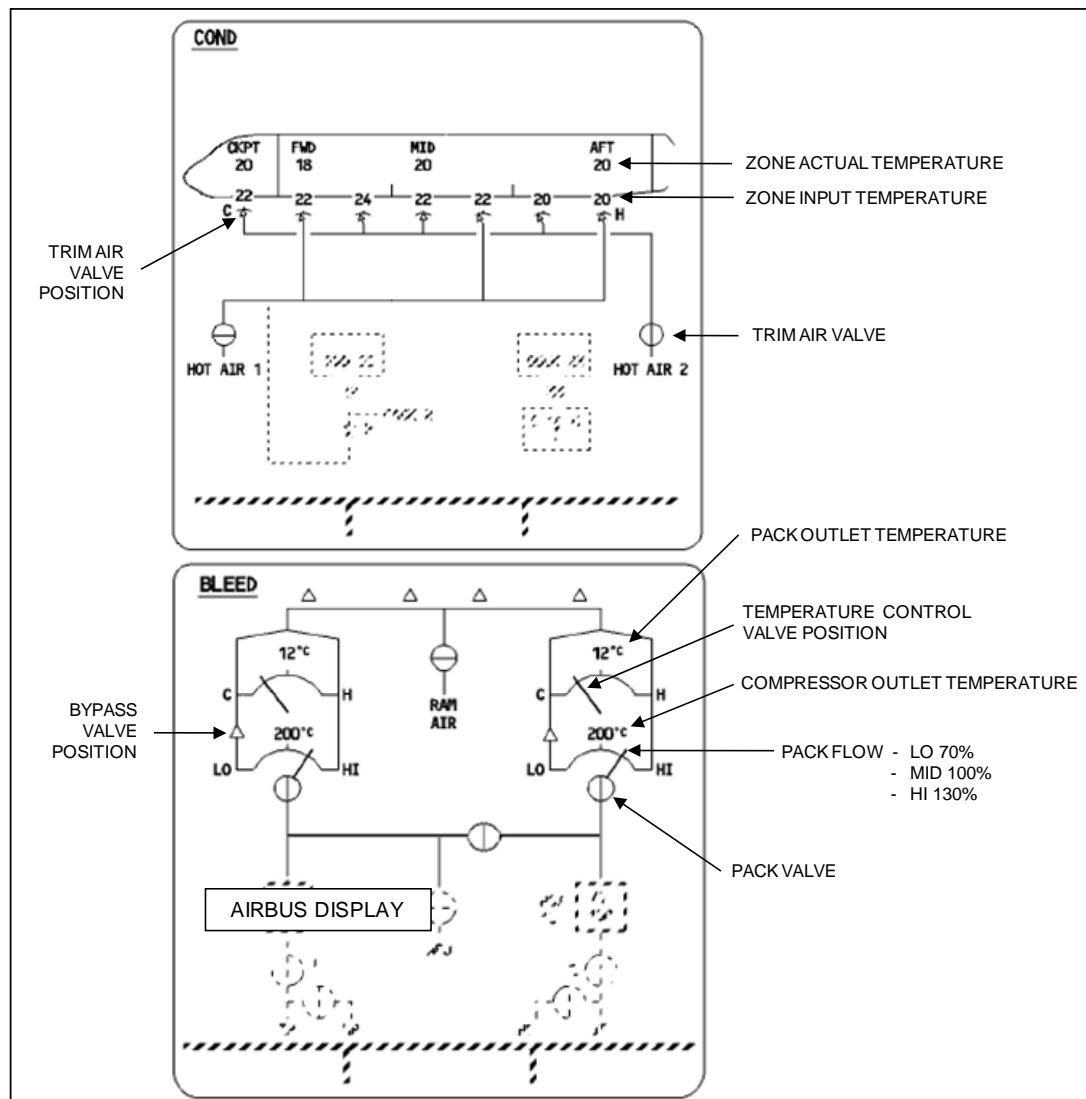 COND
CKPT FWD MID AFT
20 18 20 20
ZONE ACTUAL TEMPERATURE
22 22 24 22 22 20 20
ZONE INPUT TEMPERATURE
C H
TRIM AIR
VALVE
POSITION
TRIM AIR VALVE
HOT AIR 1 HOT AIR 2
PACK OUTLET TEMPERATURE
BLEED
TEMPERATURE CONTROL
VALVE POSITION
12°C 12°C
C H C H
RAM
AIR
COMPRESSOR OUTLET TEMPERATURE
BYPASS
VALVE
POSITION
200°C 200°C
LO HI LO HI
PACK FLOW - LO 70%
- MID 100%
- HI 130%
PACK VALVE
AIRBUS DISPLAY